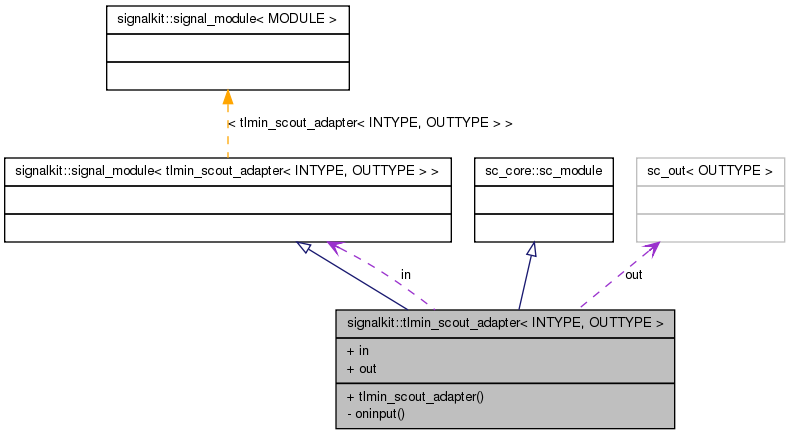 signalkit::signal_module< MODULE >
< tlmin_scout_adapter< INTYPE, OUTTYPE > >
signalkit::signal_module< tlmin_scout_adapter< INTYPE, OUTTYPE > >
sc_core::sc_module
sc_out< OUTTYPE >
in
out
signalkit::tlmin_scout_adapter< INTYPE, OUTTYPE >
+ in
+ out
+ tlmin_scout_adapter()
- oninput()